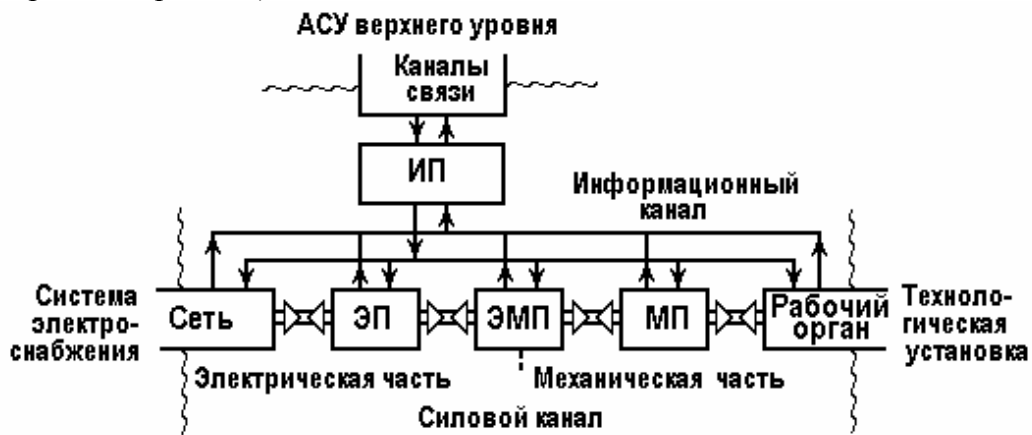 АСУ верхнего уровня
Каналы
связи
ИП
Информационный
канал
Система
электро-
снабжения
Сеть
ЭП
ЭМП
МП
Рабочий
орган
Техноло-
гическая
установка
Электрическая часть
Механическая часть
Силовой канал